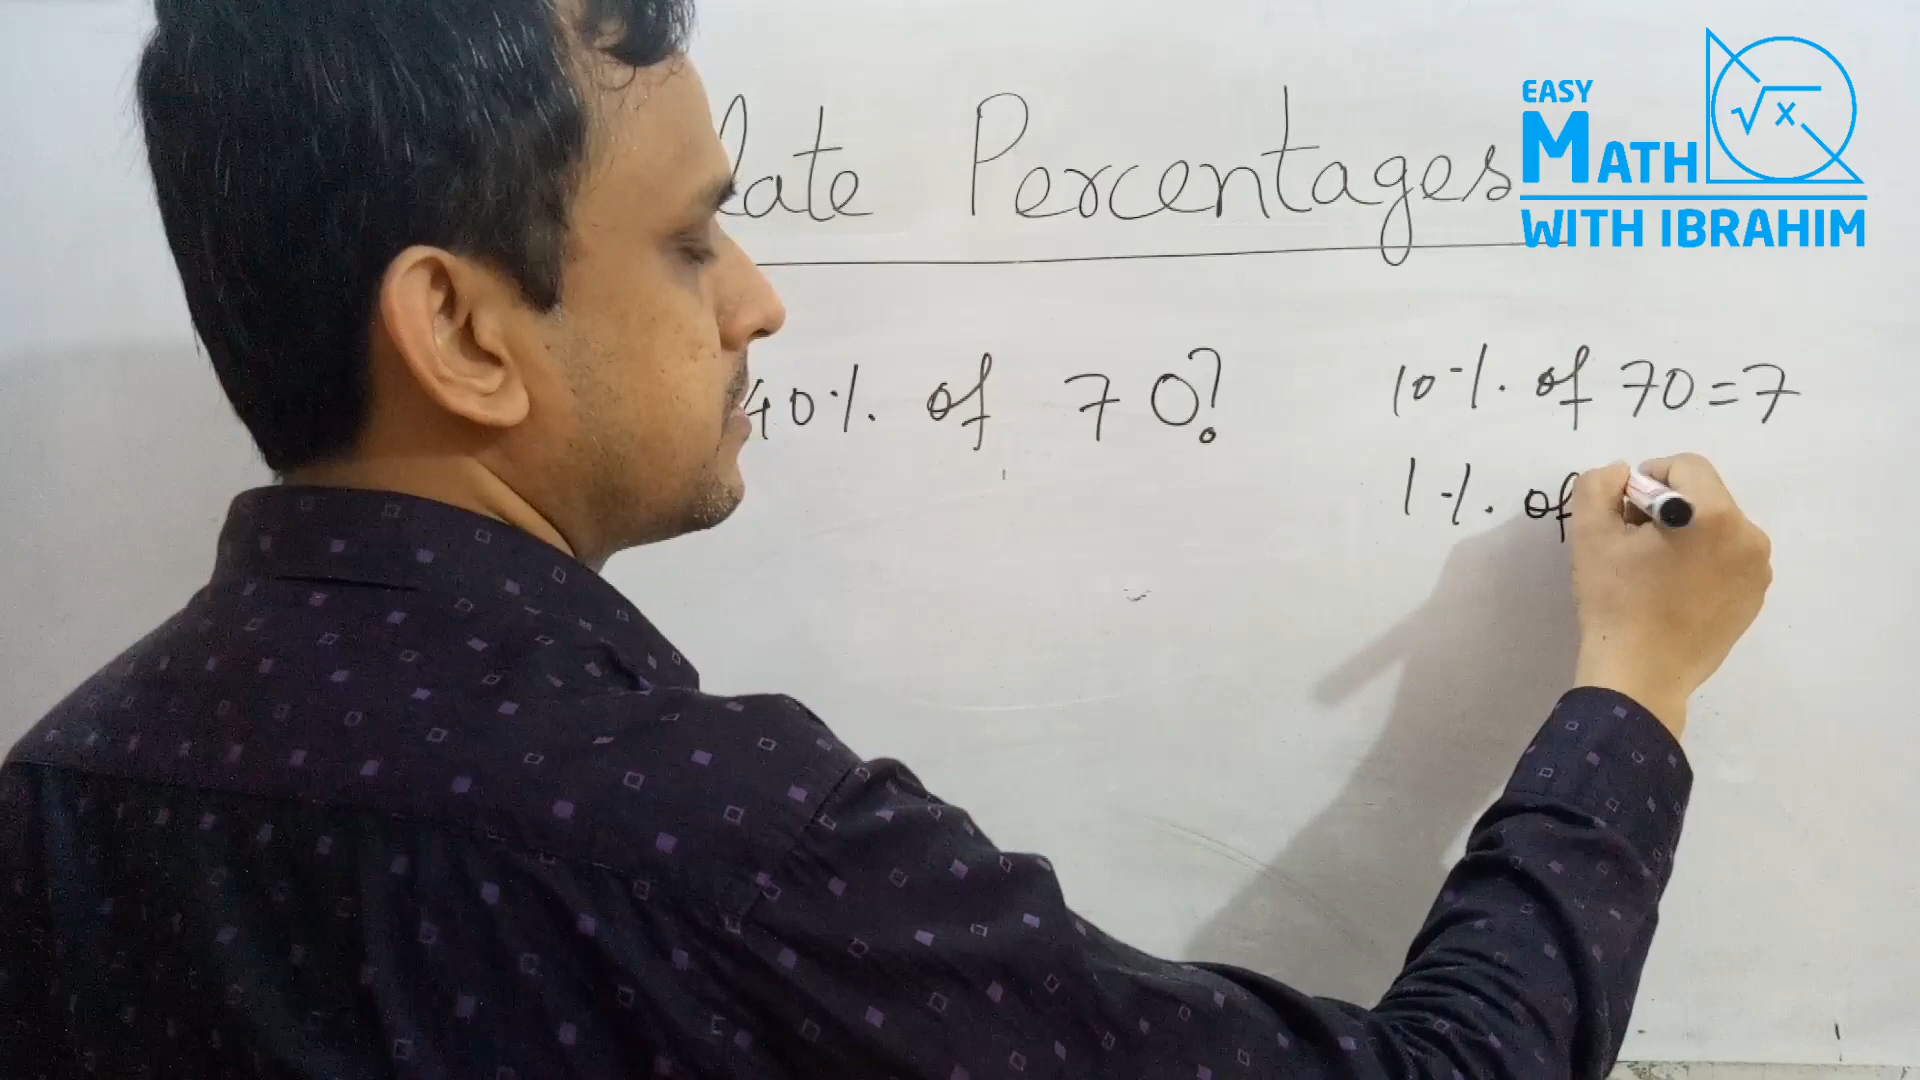 late Percentages
EASY
MATH
√x
WITH IBRAHIM
40% of 70?
10% of 70=7
1% of